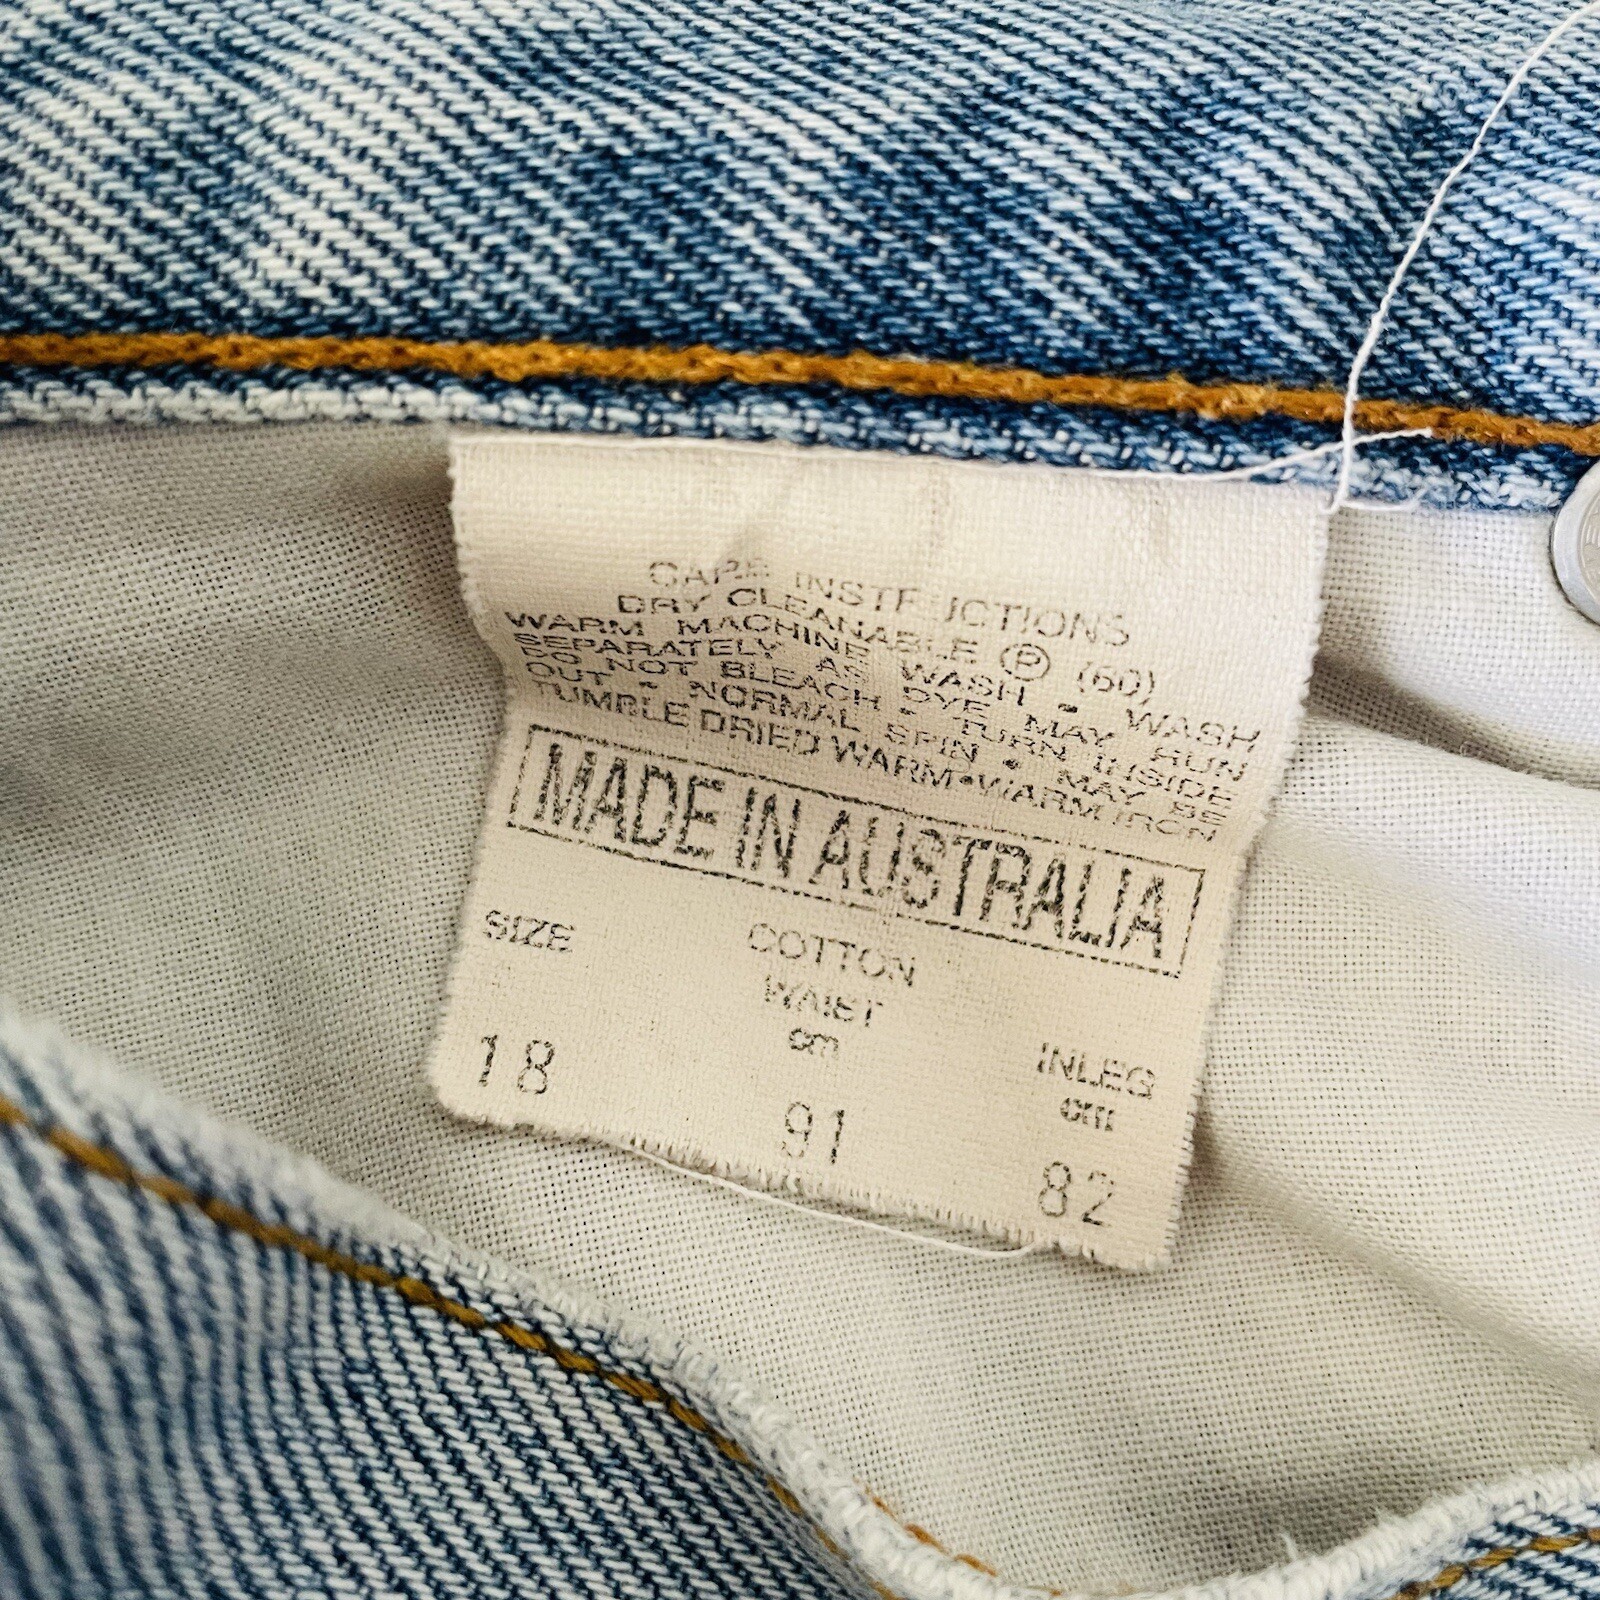 CARE INSTRUCTIONS
DRY CLEANABLE Ⓟ (60)
WARM MACHINE WASH - WASH
SEPARATELY AS DYE MAY RUN
DO NOT BLEACH - TURN INSIDE
OUT - NORMAL SPIN • MAY BE
TUMBLE DRIED WARM•WARM IRON
MADE IN AUSTRALIA
SIZE COTTON
WAIST INLEG
cm cm
18 91 82